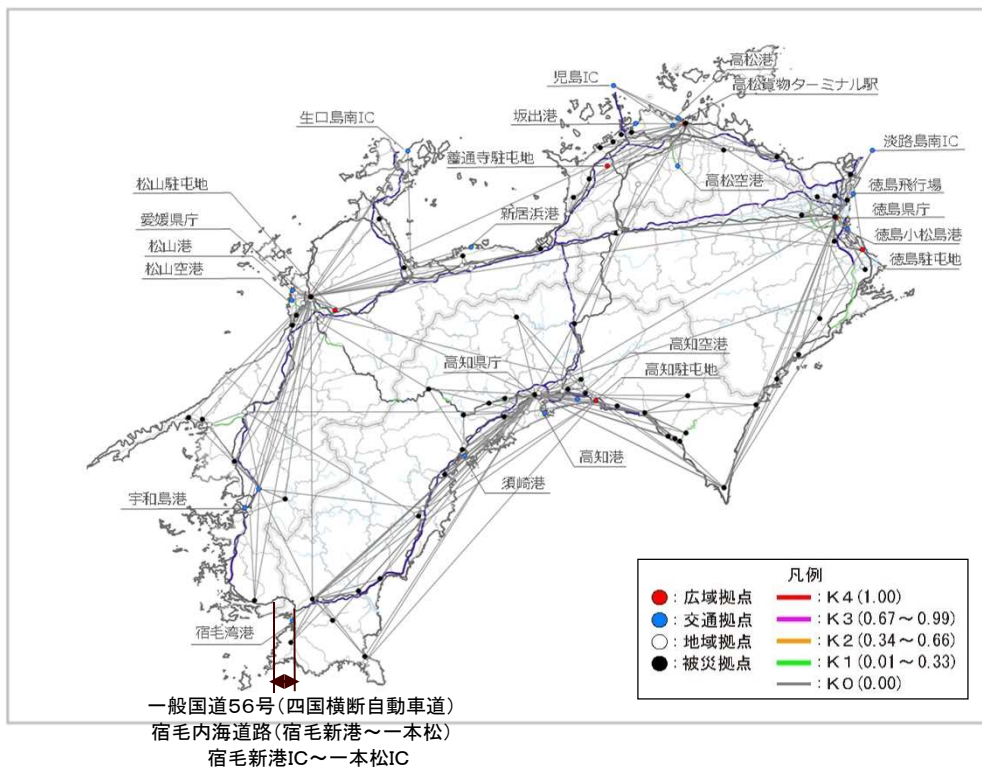 高松港
児島IC
高松貨物ターミナル駅
坂出港
生口島南IC
淡路島南IC
善通寺駐屯地
松山駐屯地
高松空港
徳島飛行場
愛媛県庁
新居浜港
徳島県庁
松山港
徳島小松島港
松山空港
徳島駐屯地
高知空港
高知県庁
高知駐屯地
高知港
須崎港
宇和島港
宿毛湾港
凡例
：広域拠点
：K4(1.00)
：交通拠点
：K3(0.67～0.99)
：地域拠点
：K2(0.34～0.66)
：被災拠点
：K1(0.01～0.33)
：K0(0.00)
一般国道56号(四国横断自動車道)
宿毛内海道路(宿毛新港～一本松)
宿毛新港IC～一本松IC